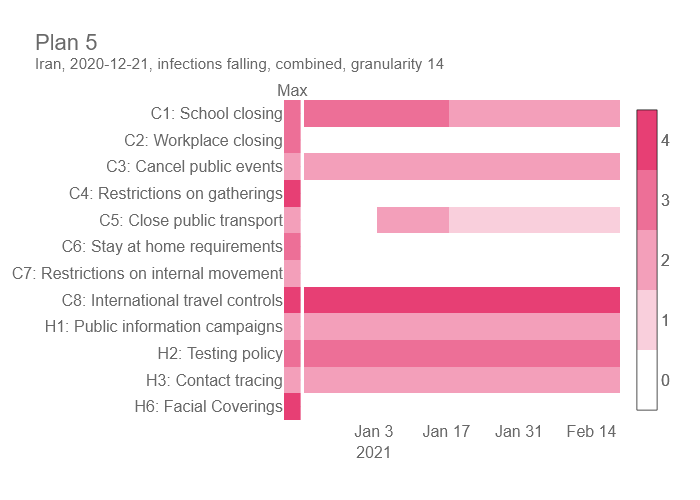 Plan 5
Iran, 2020-12-21, infections falling, combined, granularity 14
Max
C1: School closing
C2: Workplace closing
C3: Cancel public events
C4: Restrictions on gatherings
C5: Close public transport
C6: Stay at home requirements
C7: Restrictions on internal movement
C8: International travel controls
H1: Public information campaigns
H2: Testing policy
H3: Contact tracing
H6: Facial Coverings
4
3
2
1
0
Jan 3 Jan 17 Jan 31 Feb 14
2021